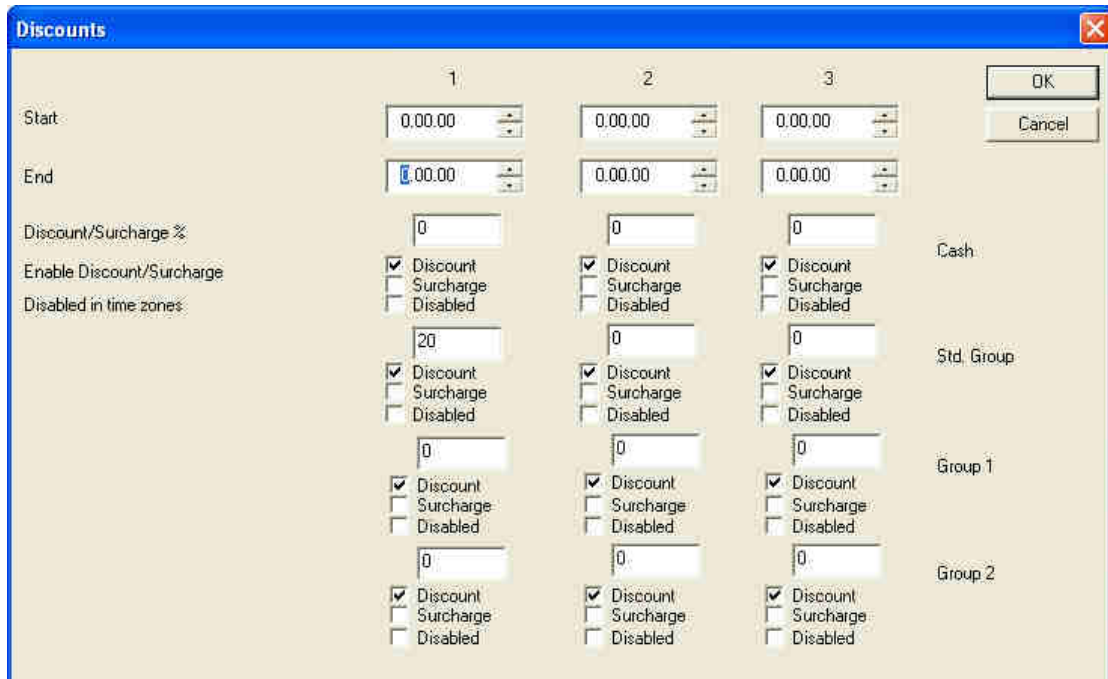 Discounts
1 2 3
OK
Start 0.00.00 0.00.00 0.00.00
Cancel
End 0.00.00 0.00.00 0.00.00
Discount/Surcharge % 0 0 0
Cash
Enable Discount/Surcharge Discount Discount Discount
Surcharge Surcharge Surcharge
Disabled in time zones Disabled Disabled Disabled
20 0 0
Std. Group
Discount Discount Discount
Surcharge Surcharge Surcharge
Disabled Disabled Disabled
0 0 0
Group 1
Discount Discount Discount
Surcharge Surcharge Surcharge
Disabled Disabled Disabled
0 0 0
Group 2
Discount Discount Discount
Surcharge Surcharge Surcharge
Disabled Disabled Disabled